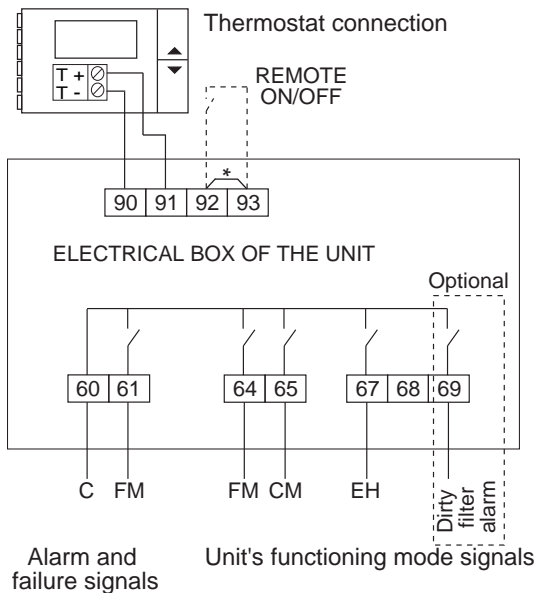 Thermostat connection
T +
T -
REMOTE
ON/OFF
*
90 91 92 93
ELECTRICAL BOX OF THE UNIT
Optional
60 61 64 65 67 68 69
C FM FM CM EH
Dirty
filter
alarm
Alarm and
failure signals
Unit's functioning mode signals